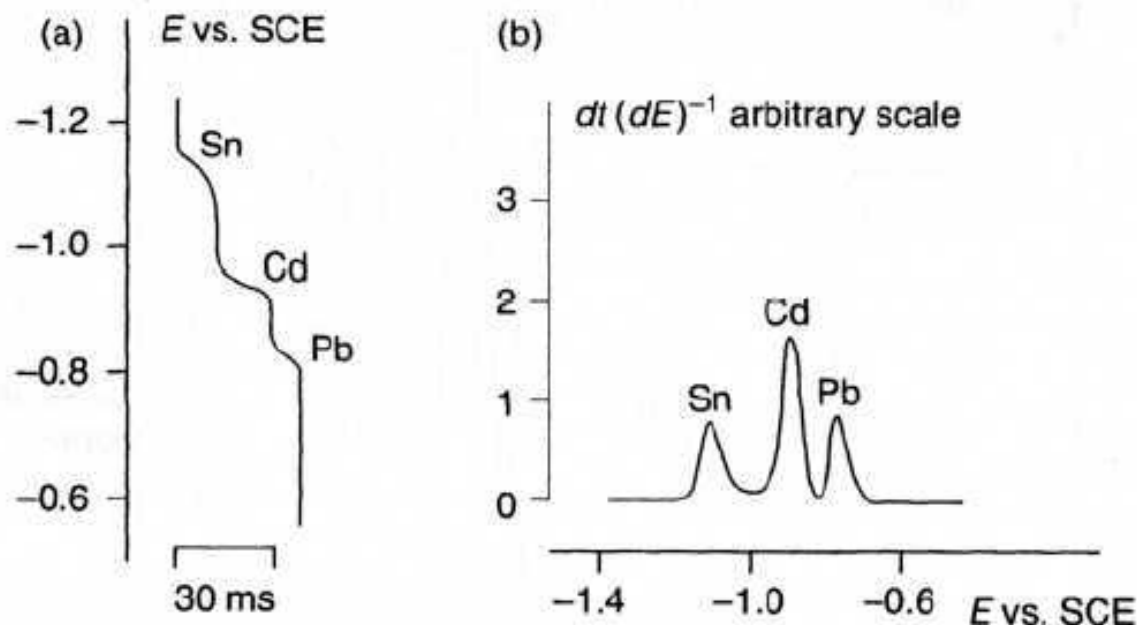 (a) E vs. SCE
−1.2
Sn
−1.0
Cd
Pb
−0.8
−0.6
30 ms
(b)
dt (dE)⁻¹ arbitrary scale
3
2
Cd
1
Sn
Pb
0
−1.4
−1.0
−0.6
E vs. SCE